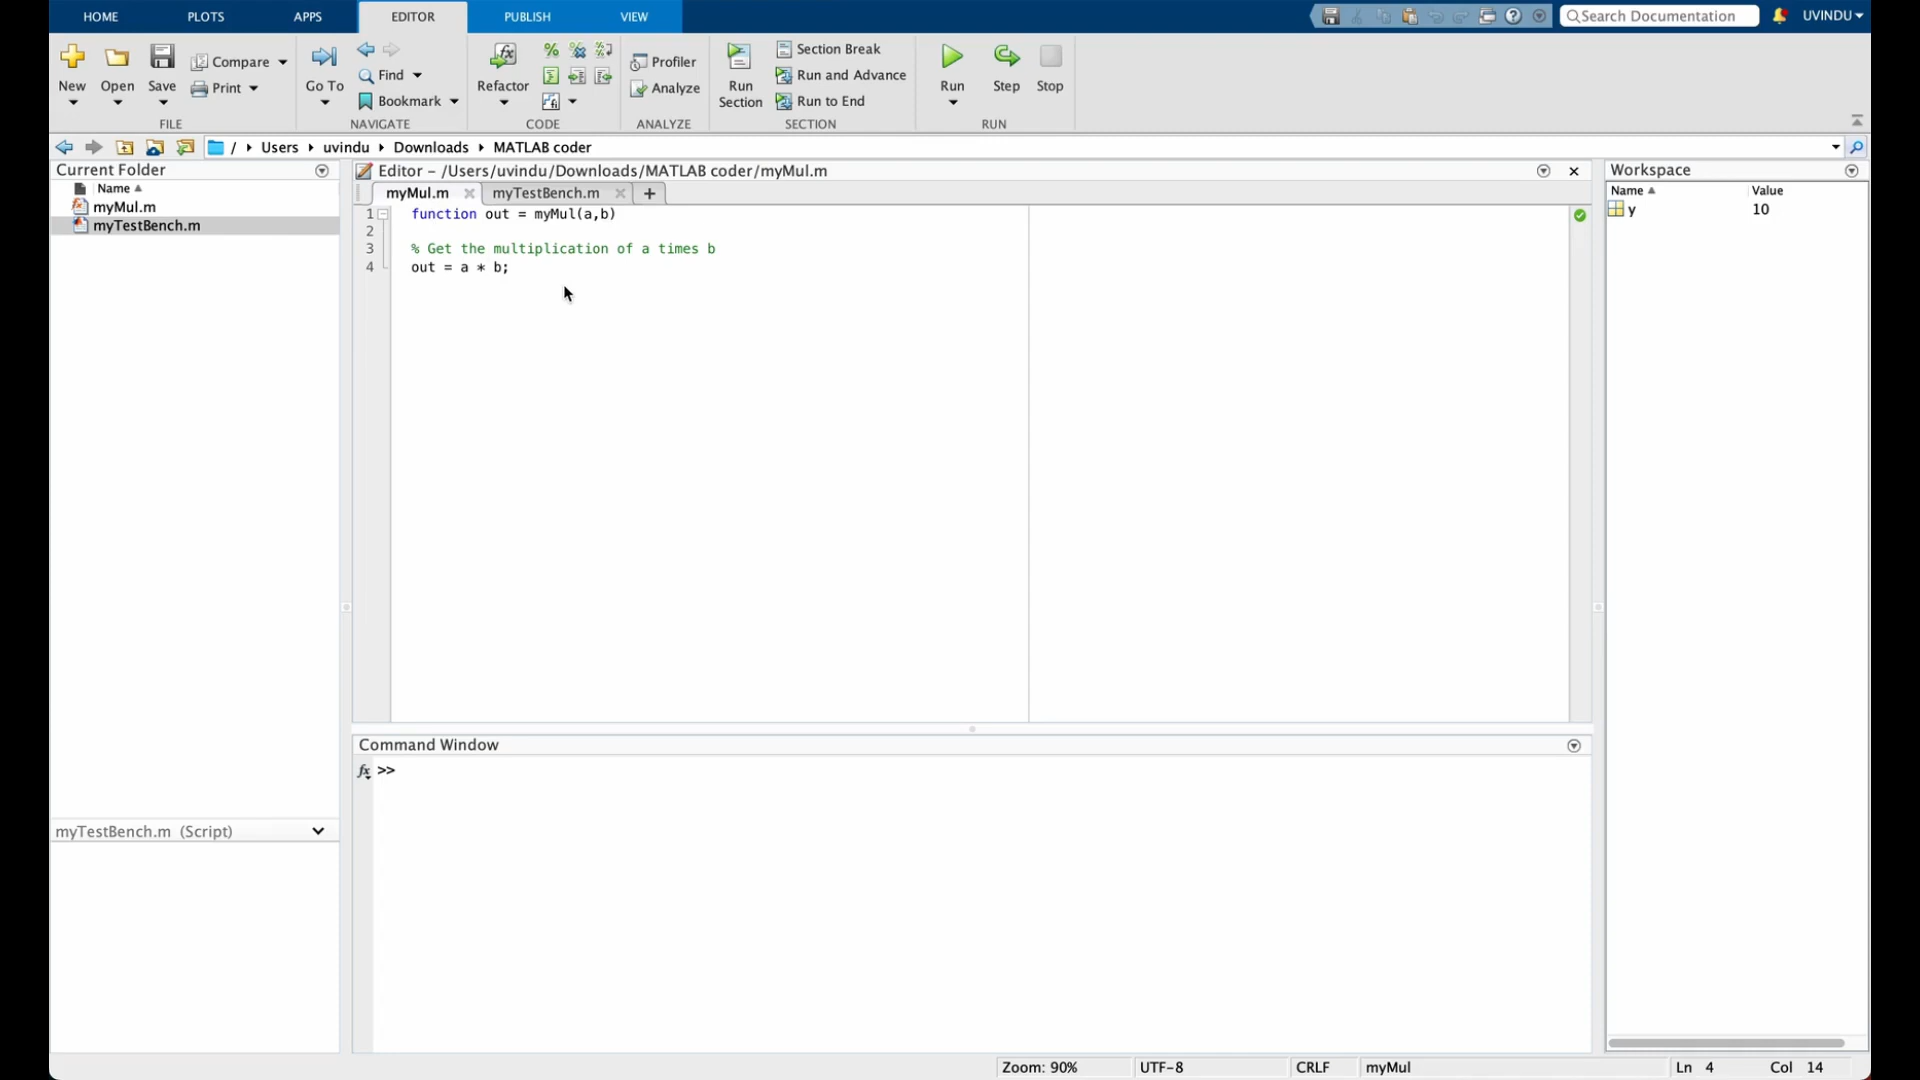 HOME PLOTS APPS EDITOR PUBLISH VIEW Search Documentation UVINDU
New Open Save Compare Print FILE
Go To Find Bookmark NAVIGATE
Refactor CODE
Profiler Analyze ANALYZE
Run Section Section Break Run and Advance Run to End SECTION
Run Step Stop RUN
/ Users uvindu Downloads MATLAB coder
Current Folder
Name
myMul.m
myTestBench.m
myTestBench.m (Script)
Editor - /Users/uvindu/Downloads/MATLAB coder/myMul.m
myMul.m myTestBench.m +
1 function out = myMul(a,b)
2
3 % Get the multiplication of a times b
4 out = a * b;
Command Window
fx >>
Workspace
Name Value
y 10
Zoom: 90% UTF-8 CRLF myMul Ln 4 Col 14